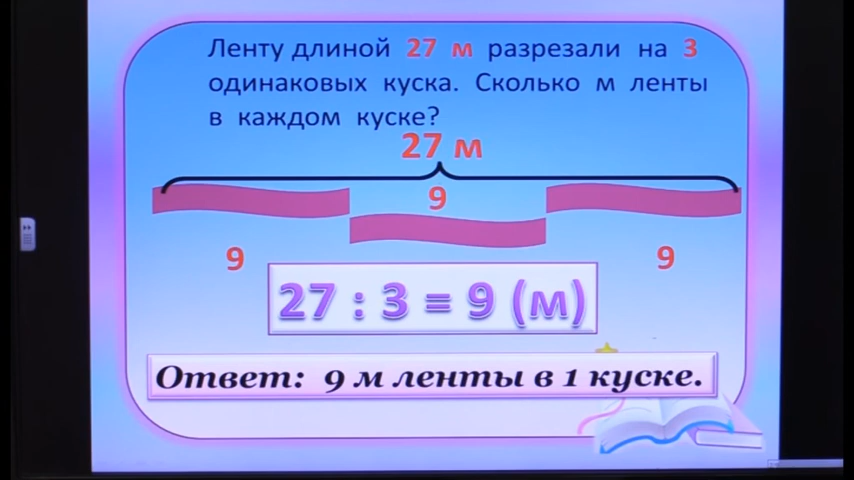 Ленту длиной 27 м разрезали на 3
одинаковых куска. Сколько м ленты
в каждом куске?
27 м
9
9
9
27 : 3 = 9 (м)
Ответ: 9 м ленты в 1 куске.